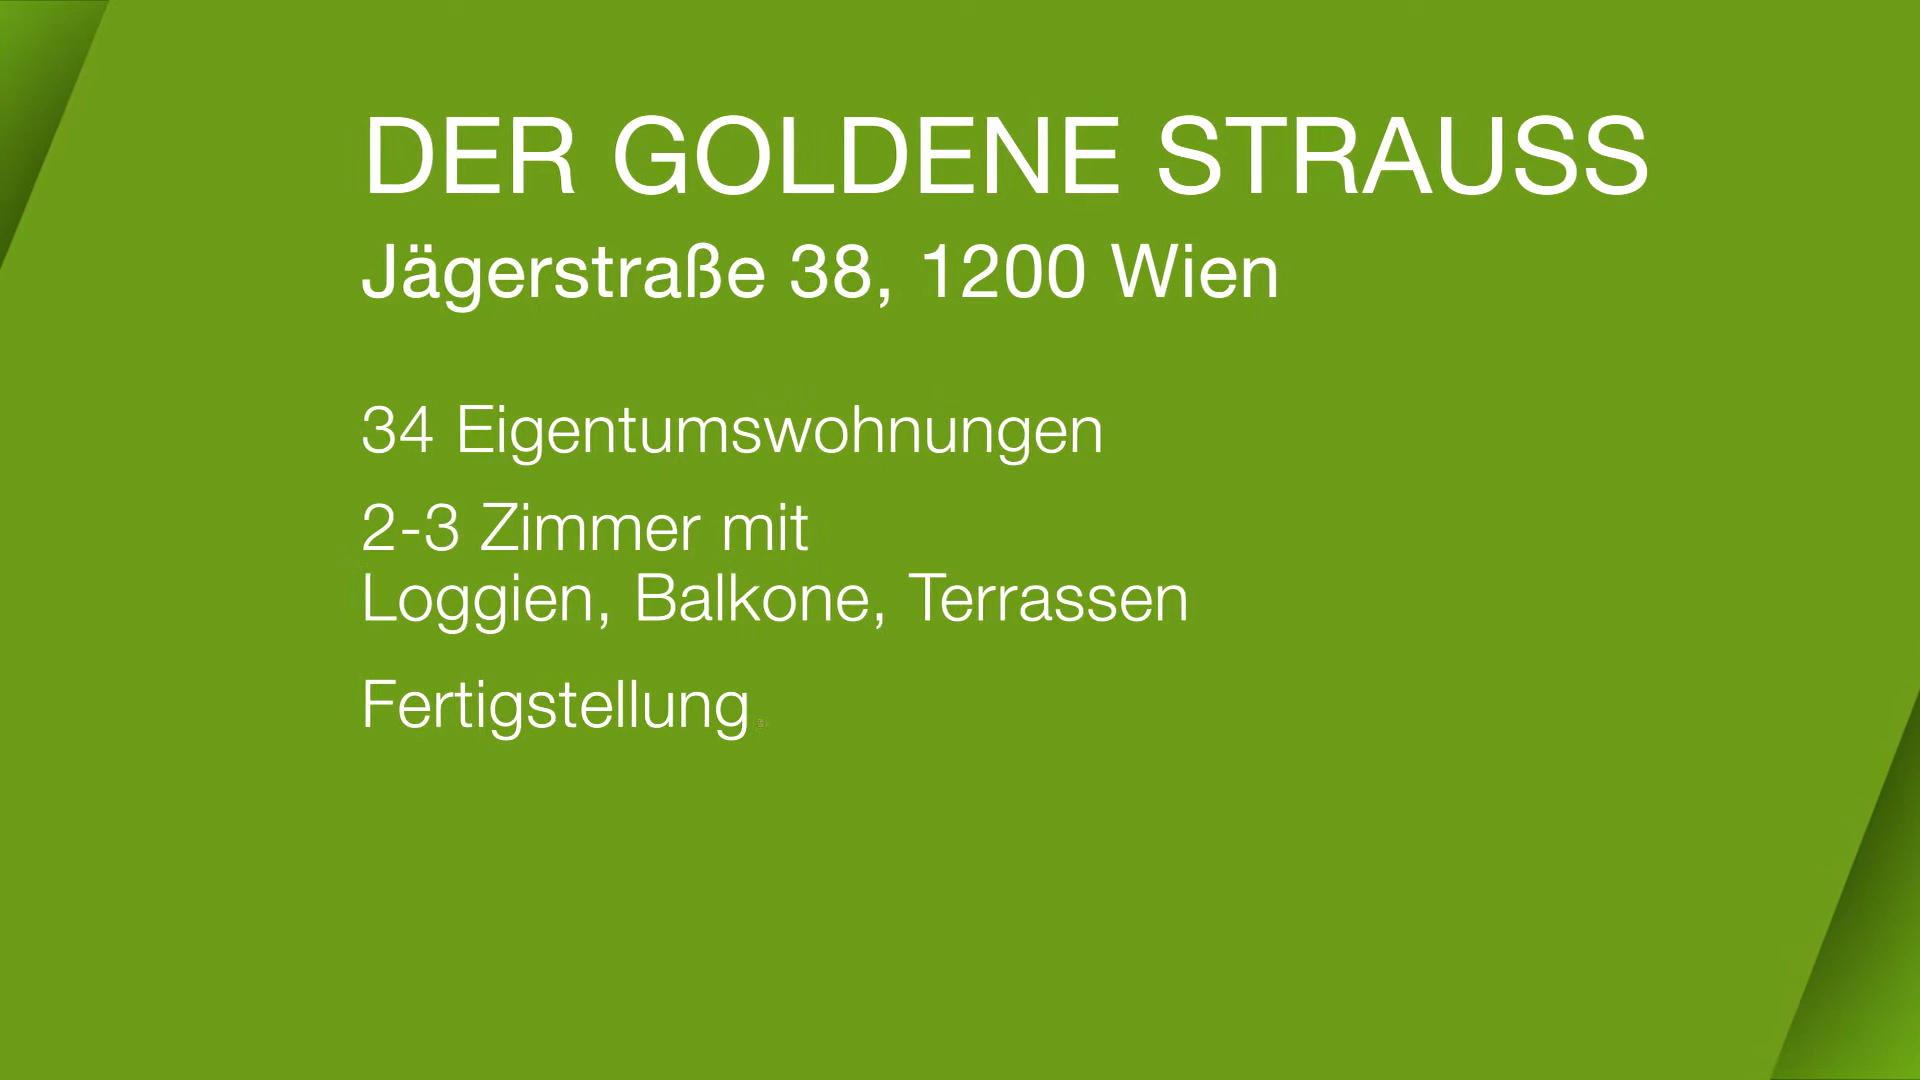 DER GOLDENE STRAUSS
Jägerstraße 38, 1200 Wien
34 Eigentumswohnungen
2-3 Zimmer mit
Loggien, Balkone, Terrassen
Fertigstellung